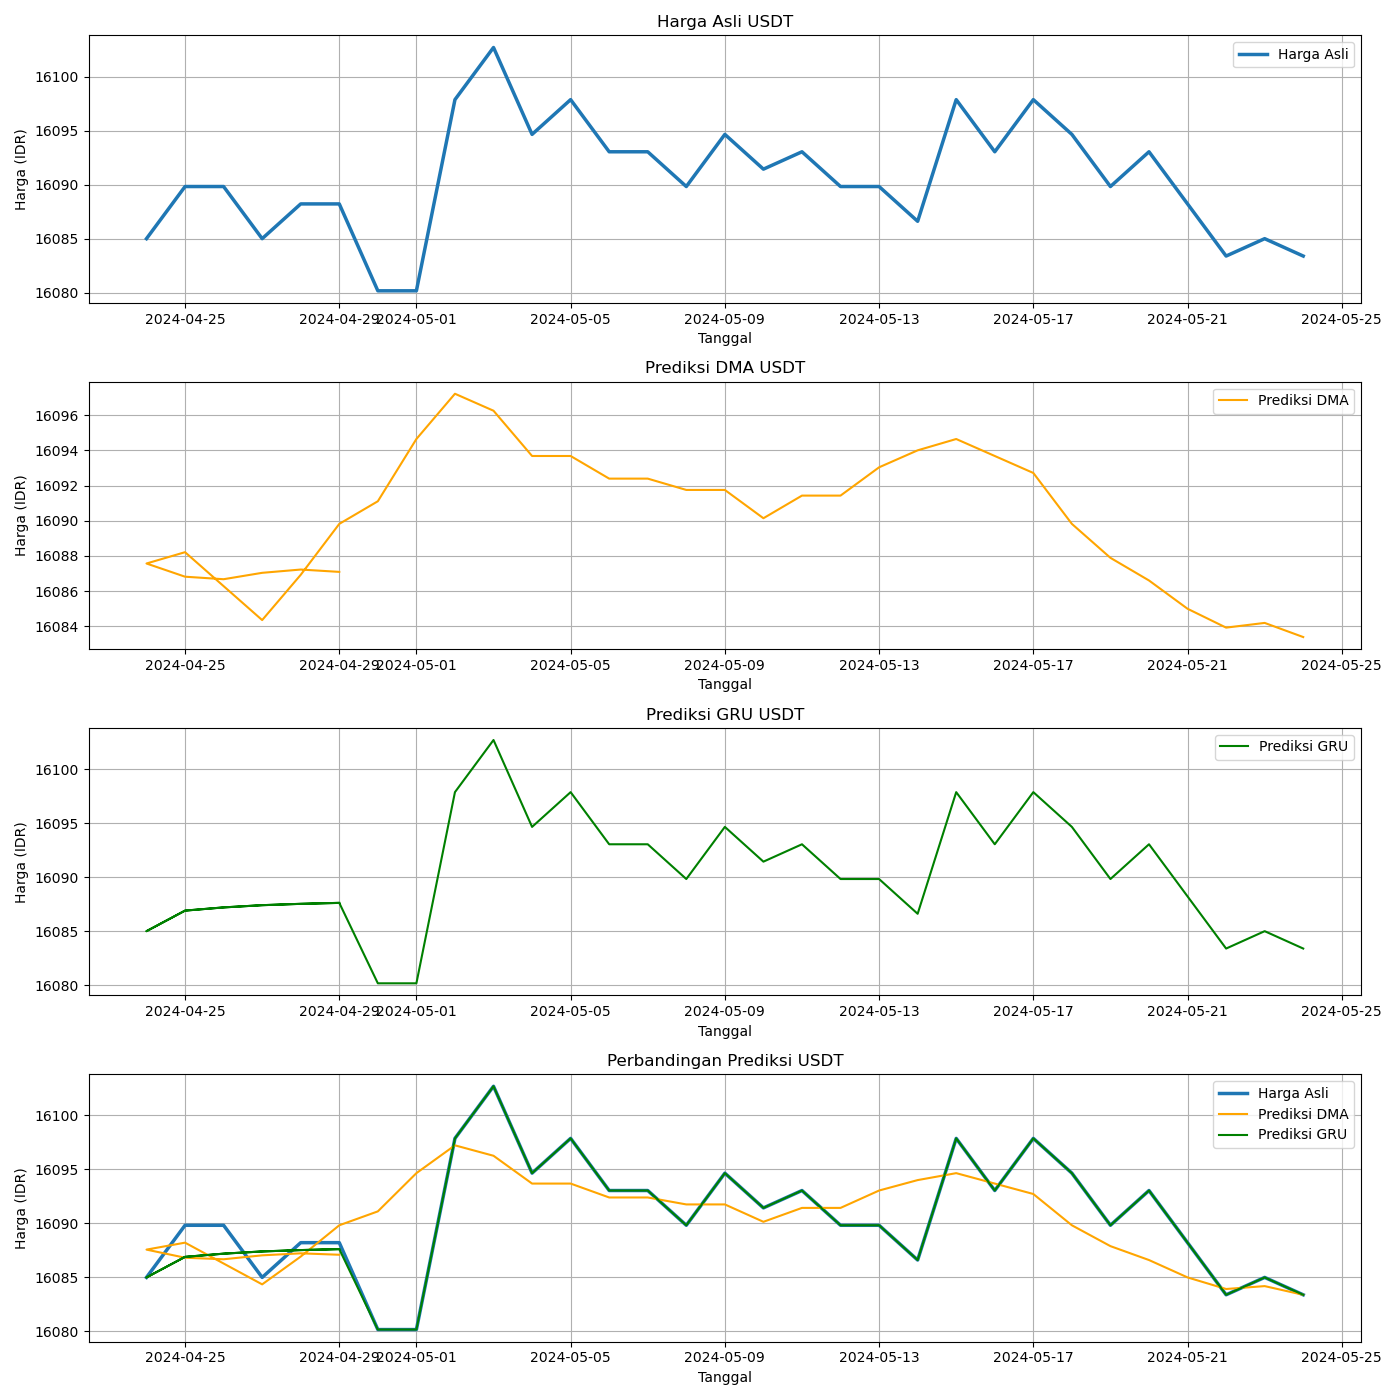 Harga Asli USDT
Harga (IDR)
16100
16095
16090
16085
16080
Harga Asli
2024-04-25 2024-04-29 2024-05-01 2024-05-05 2024-05-09 2024-05-13 2024-05-17 2024-05-21 2024-05-25
Tanggal
Prediksi DMA USDT
Harga (IDR)
16096
16094
16092
16090
16088
16086
16084
Prediksi DMA
2024-04-25 2024-04-29 2024-05-01 2024-05-05 2024-05-09 2024-05-13 2024-05-17 2024-05-21 2024-05-25
Tanggal
Prediksi GRU USDT
Harga (IDR)
16100
16095
16090
16085
16080
Prediksi GRU
2024-04-25 2024-04-29 2024-05-01 2024-05-05 2024-05-09 2024-05-13 2024-05-17 2024-05-21 2024-05-25
Tanggal
Perbandingan Prediksi USDT
Harga (IDR)
16100
16095
16090
16085
16080
Harga Asli
Prediksi DMA
Prediksi GRU
2024-04-25 2024-04-29 2024-05-01 2024-05-05 2024-05-09 2024-05-13 2024-05-17 2024-05-21 2024-05-25
Tanggal